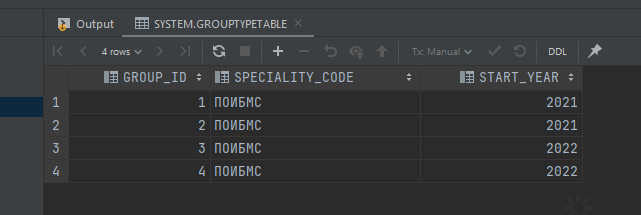 Output SYSTEM.GROUPTYPETABLE
4 rows Tx: Manual DDL
GROUP_ID SPECIALITY_CODE START_YEAR
1 1 ПОИБМС 2021
2 2 ПОИБМС 2021
3 3 ПОИБМС 2022
4 4 ПОИБМС 2022